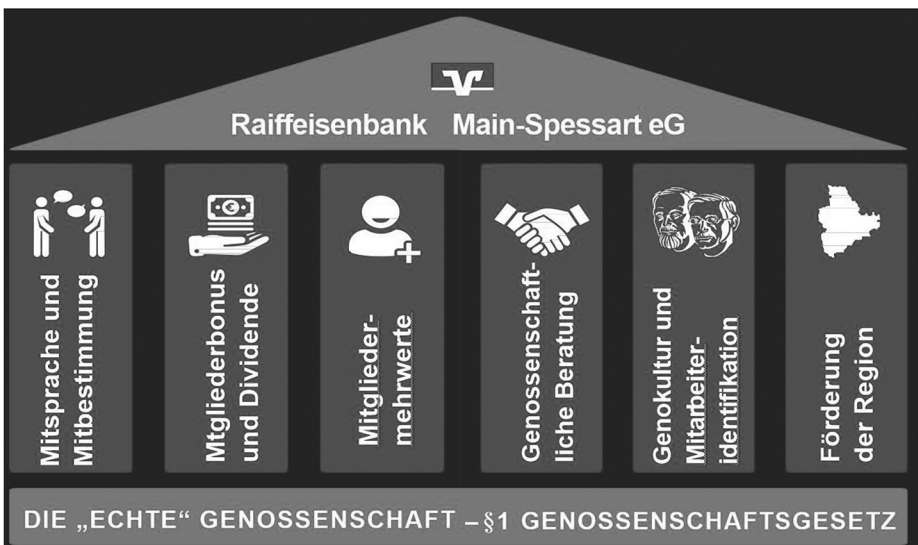 Raiffeisenbank Main-Spessart eG
Mitsprache und
Mitbestimmung
Mtgliederbonus
und Dividende
Mitglieder-
mehrwerte
Genossenschaft-
liche Beratung
Genokultur und
Mitarbeiter-
identifikation
Förderung
der Region
DIE „ECHTE“ GENOSSENSCHAFT – §1 GENOSSENSCHAFTSGESETZ